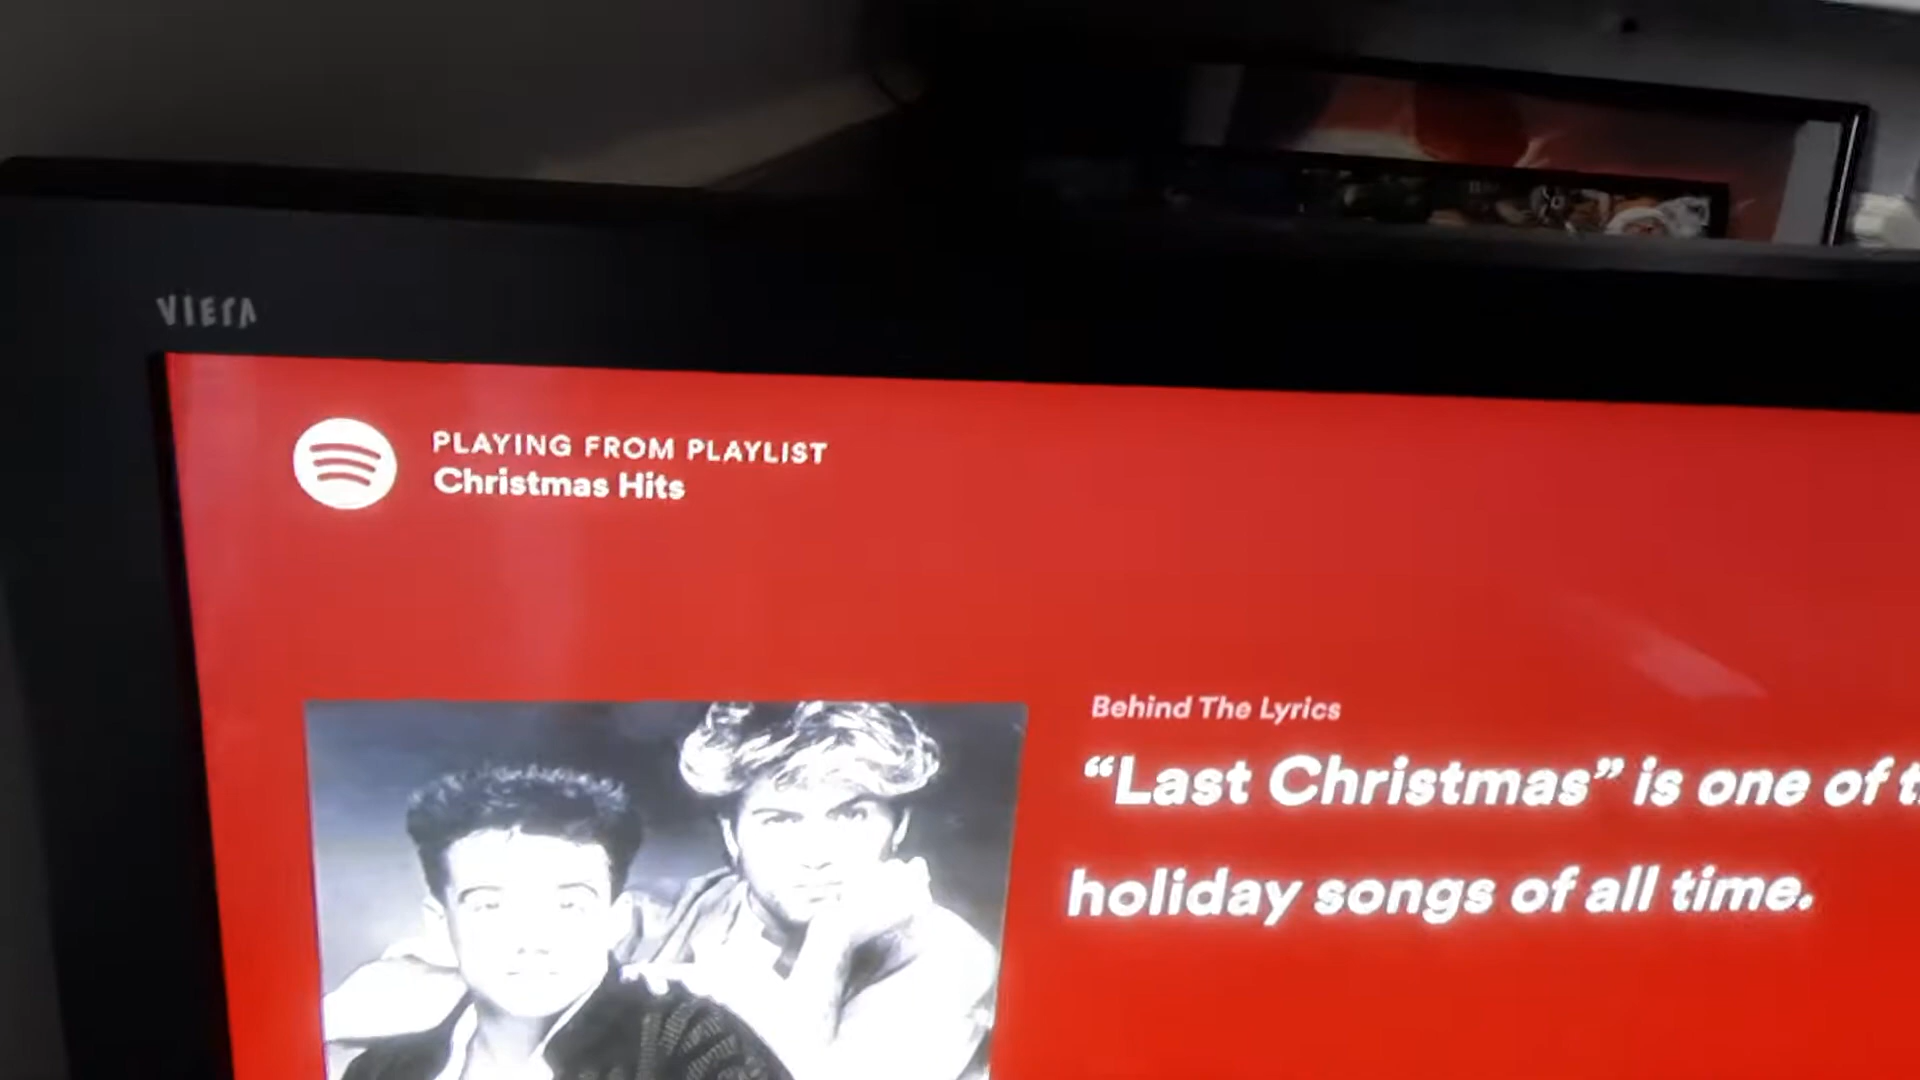 VIErA
PLAYING FROM PLAYLIST
Christmas Hits
Behind The Lyrics
“Last Christmas” is one of
holiday songs of all time.